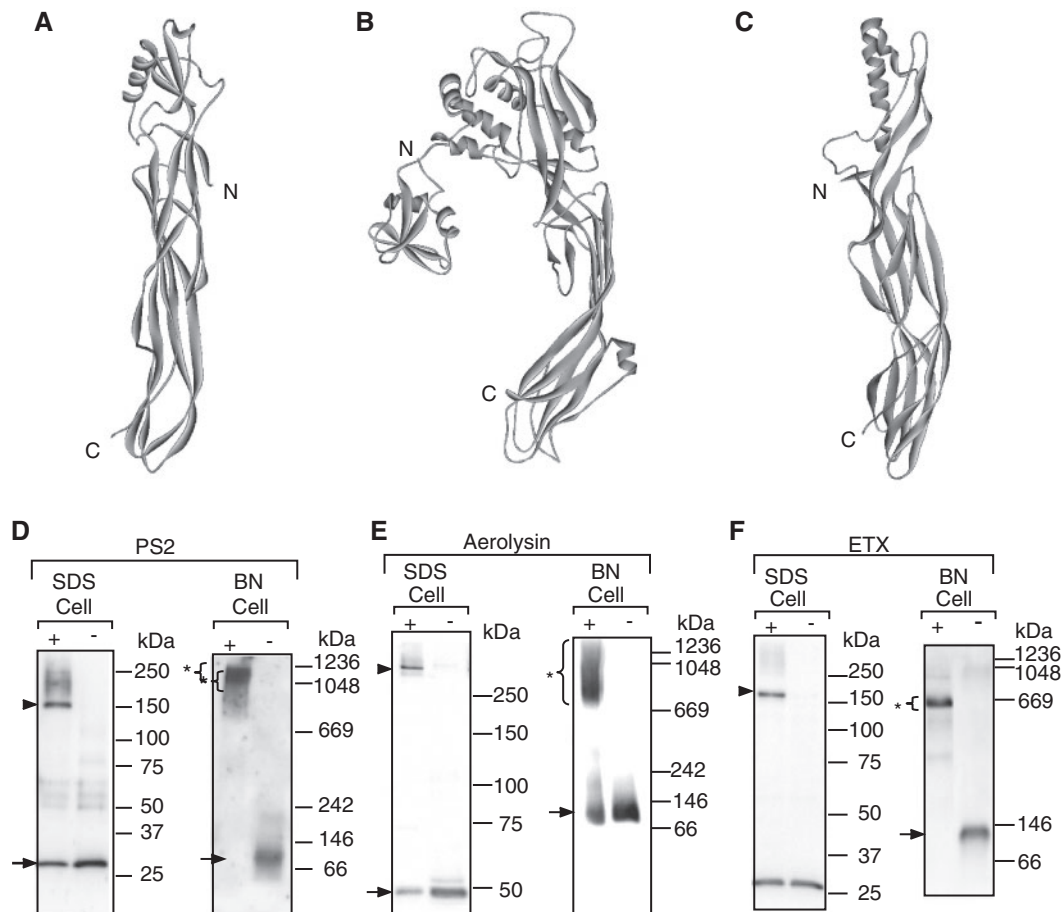 A
B
C
N
N
N
C
C
C
D
PS2
SDS
Cell
BN
Cell
+ -
kDa
+ -
kDa
250
150
100
75
50
37
25
*
*
1236
1048
669
242
146
66
E
Aerolysin
SDS
Cell
BN
Cell
+ -
kDa
+ -
kDa
250
150
100
75
50
*
1236
1048
669
242
146
66
F
ETX
SDS
Cell
BN
Cell
+ -
kDa
+ -
kDa
250
150
100
75
50
37
25
*
1236
1048
669
146
66